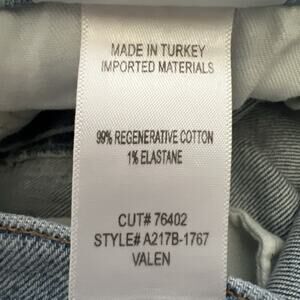 MADE IN TURKEY
IMPORTED MATERIALS
99% REGENERATIVE COTTON
1% ELASTANE
CUT# 76402
STYLE# A217B-1767
VALEN